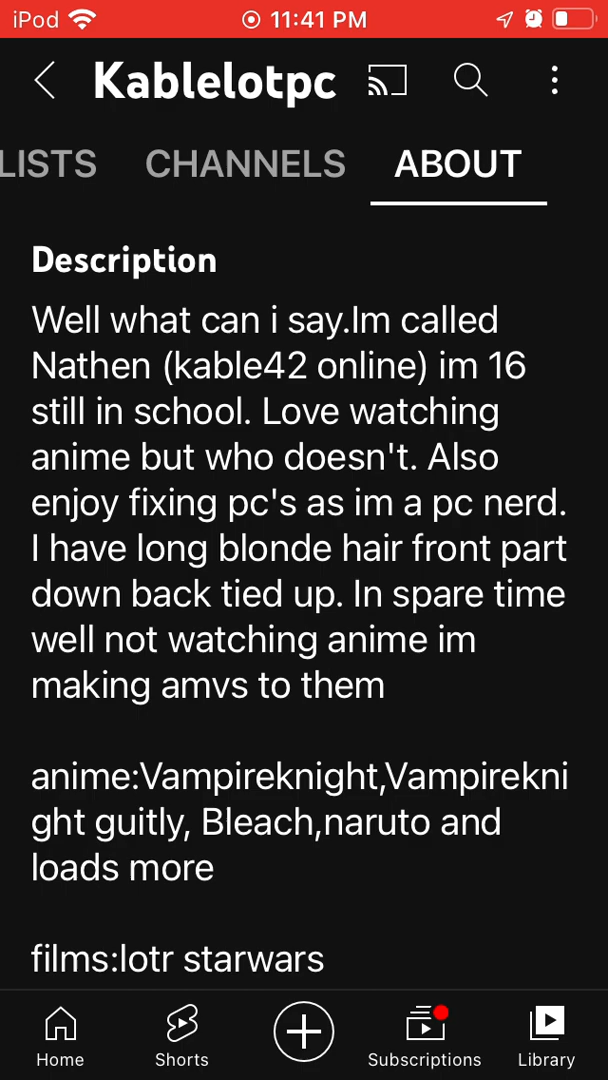 iPod 11:41 PM
Kablelotpc
LISTS CHANNELS ABOUT
Description
Well what can i say.Im called
Nathen (kable42 online) im 16
still in school. Love watching
anime but who doesn't. Also
enjoy fixing pc's as im a pc nerd.
I have long blonde hair front part
down back tied up. In spare time
well not watching anime im
making amvs to them
anime:Vampireknight,Vampirekni
ght guitly, Bleach,naruto and
loads more
films:lotr starwars
Home Shorts Subscriptions Library